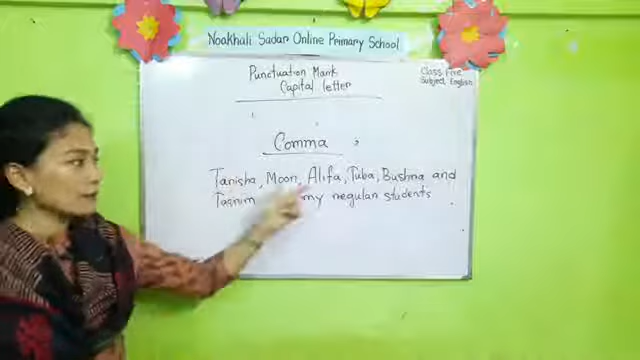 Noakhali Sadar Online Primary School
Punctuation Mark
Capital letter
Class Five
Subject, English
Comma ,
Tanisha, Moon, Alifa, Tuba, Bushra and
Tasnim my regular students
.